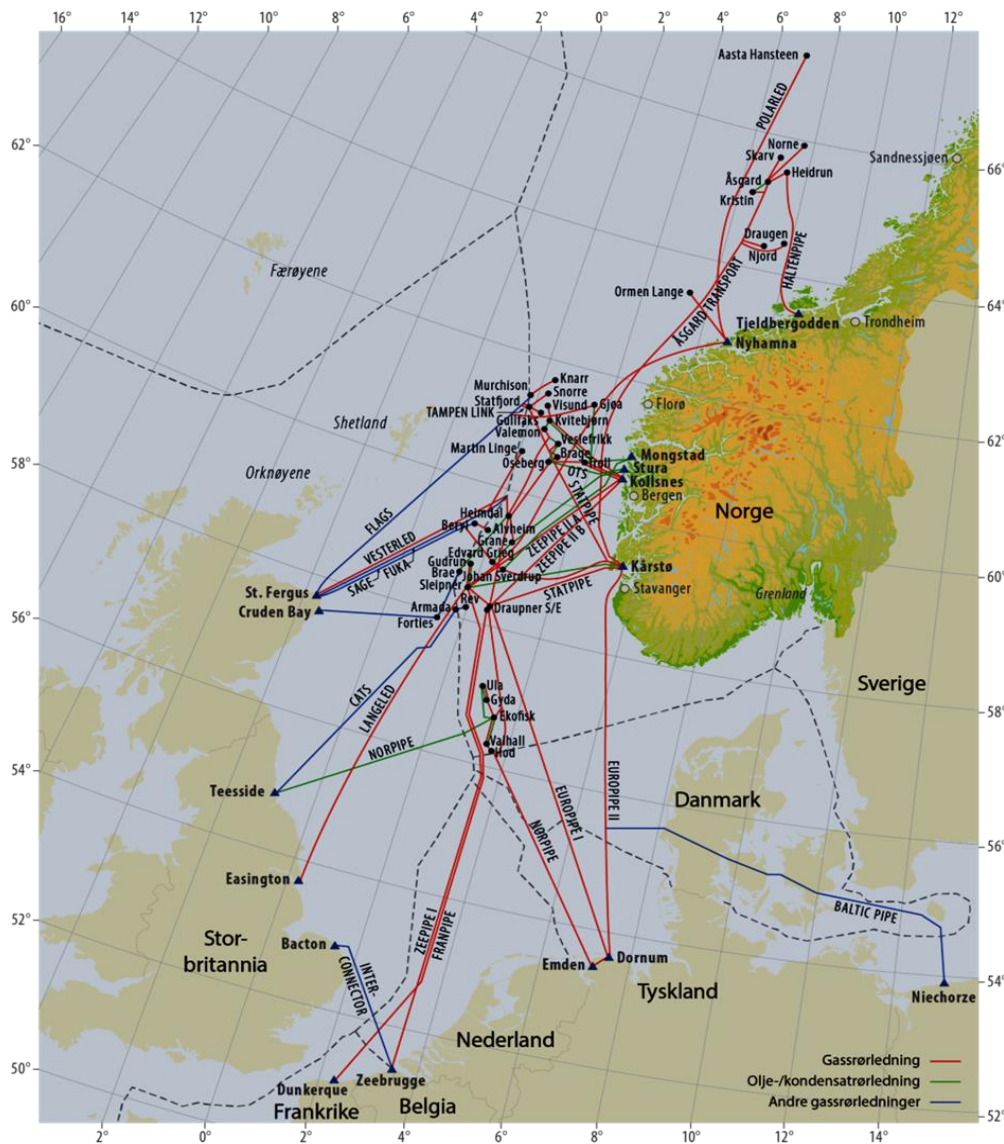 16° 14° 12° 10° 8° 6° 4° 2° 0° 2° 4° 6° 8° 10° 12°
Aasta Hansteen
POLARLED
62°
Norne
Skarv
Sandnessjøen
66°
Åsgard
Heidrun
Kristin
Draugen
Njord
HALTENPIPE
Færøyene
ÅSGARD TRANSPORT
Ormen Lange
60°
64°
Tjeldbergodden
Trondheim
Nyhamna
Knarr
Murchison
Snorre
Statfjord
Visund
Gjøa
Florø
TAMPEN LINK
Gullfaks
Kvitebjørn
Shetland
Valemon
Veslefrikk
62°
Martin Linge
Brage
Mongstad
Oseberg
Troll
Stura
58°
Orknøyene
OTS
Kollsnes
STATPIPE
Bergen
FLAGS
Heimdal
Norge
Beryl
Alvheim
VESTERLED
Grane
ZEEPIPE II A
SAGE
FUKA
Edvard Grieg
ZEEPIPE II B
Gudrun
Brae
Johan Sverdrup
Kårstø
60°
Sleipner
STATPIPE
St. Fergus
Rev
Stavanger
Grenland
Cruden Bay
Armada
Draupner S/E
56°
Forties
CATS
LANGELED
Sverige
Ula
Gyda
Ekofisk
58°
NORPIPE
Valhall
Hod
54°
Teesside
EUROPIPE II
Danmark
EUROPIPE I
NORPIPE
56°
Easington
BALTIC PIPE
52°
ZEEPIPE I
FRANPIPE
Stor-
britannia
Bacton
INTER-
CONNECTOR
Emden
Dornum
Tyskland
54°
Niechorze
Nederland
50°
Zeebrugge
Dunkerque
Frankrike
Belgia
Gassrørledning
Olje-/kondensatrørledning
Andre gassrørledninger
52°
2° 0° 2° 4° 6° 8° 10° 12° 14°